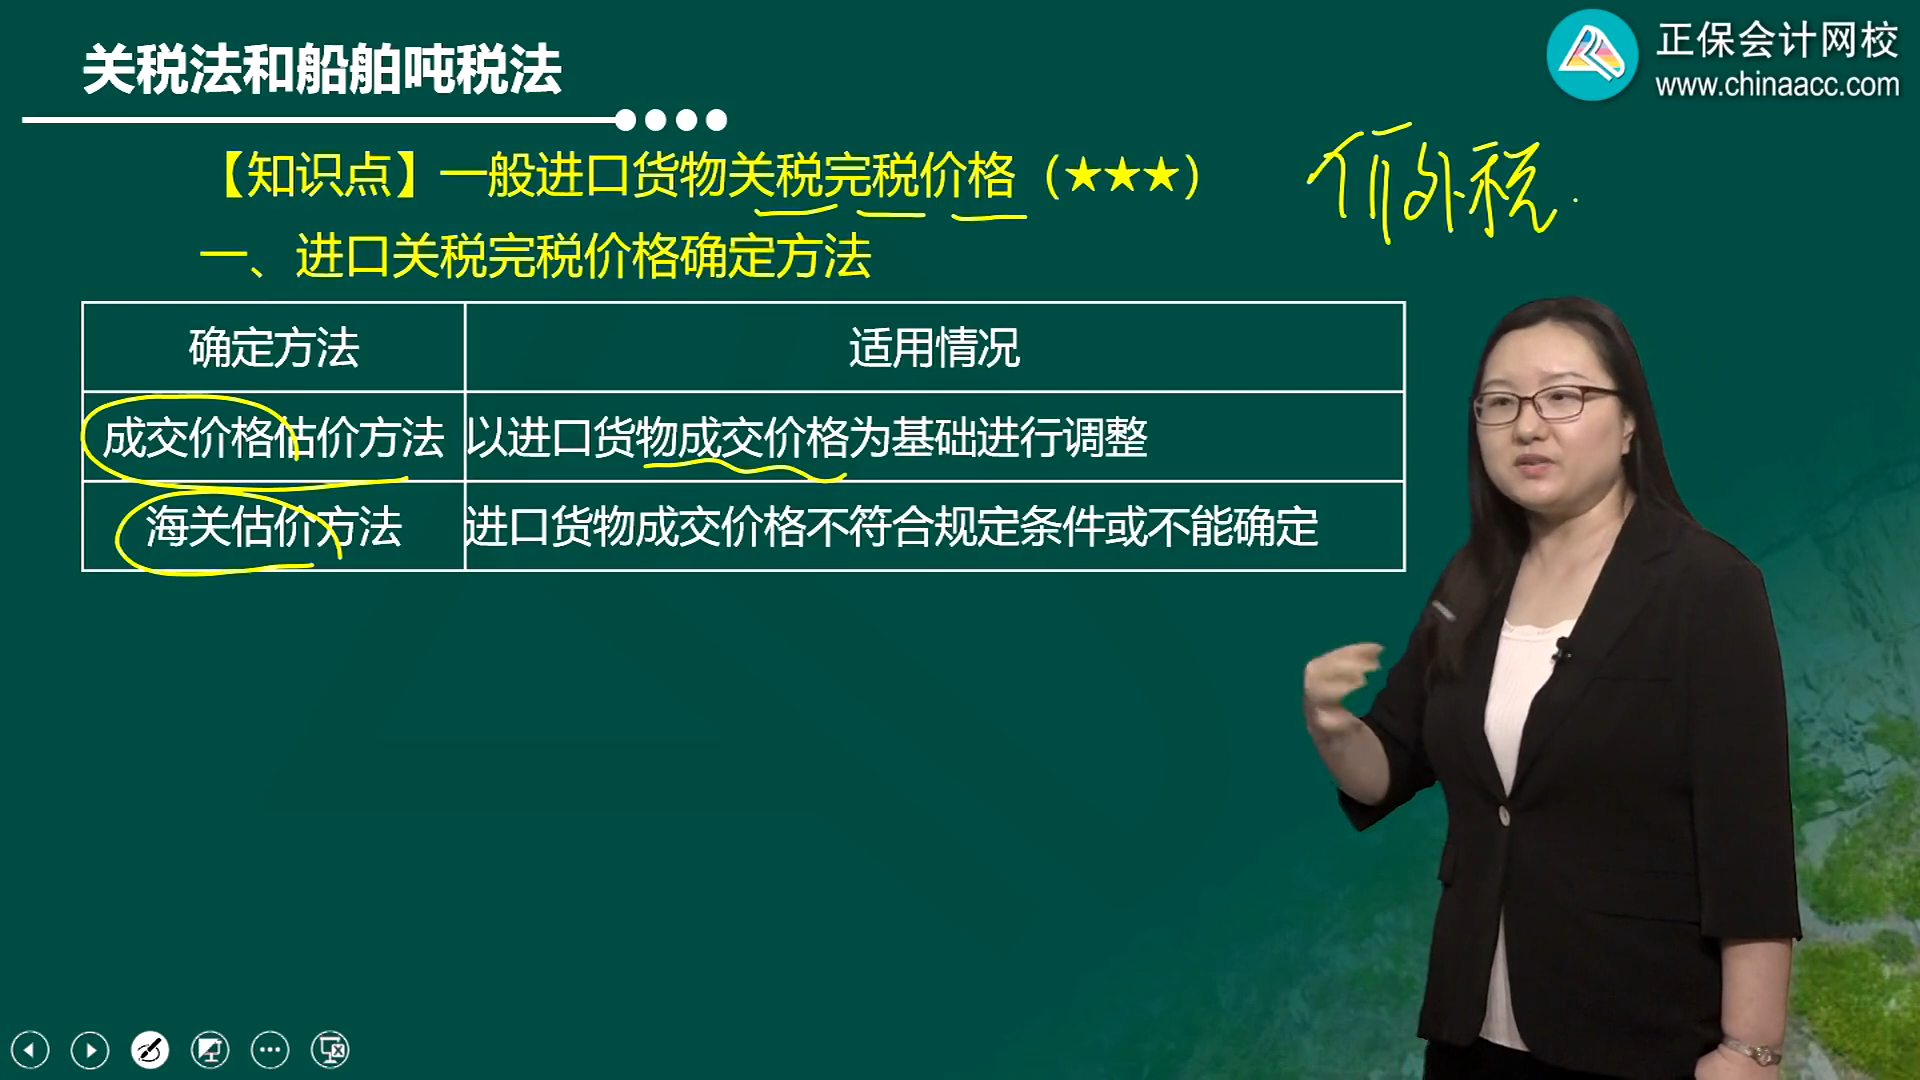 关税法和船舶吨税法
正保会计网校
www.chinaacc.com
【知识点】一般进口货物关税完税价格（★★★）
价外税.
一、进口关税完税价格确定方法
确定方法 适用情况
成交价格估价方法 以进口货物成交价格为基础进行调整
海关估价方法 进口货物成交价格不符合规定条件或不能确定